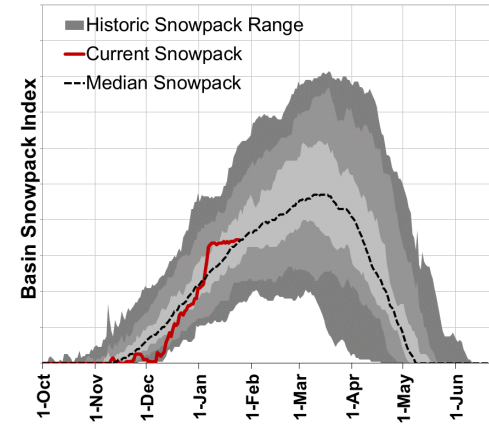 Historic Snowpack Range
Current Snowpack
Median Snowpack
Basin Snowpack Index
1-Oct
1-Nov
1-Dec
1-Jan
1-Feb
1-Mar
1-Apr
1-May
1-Jun